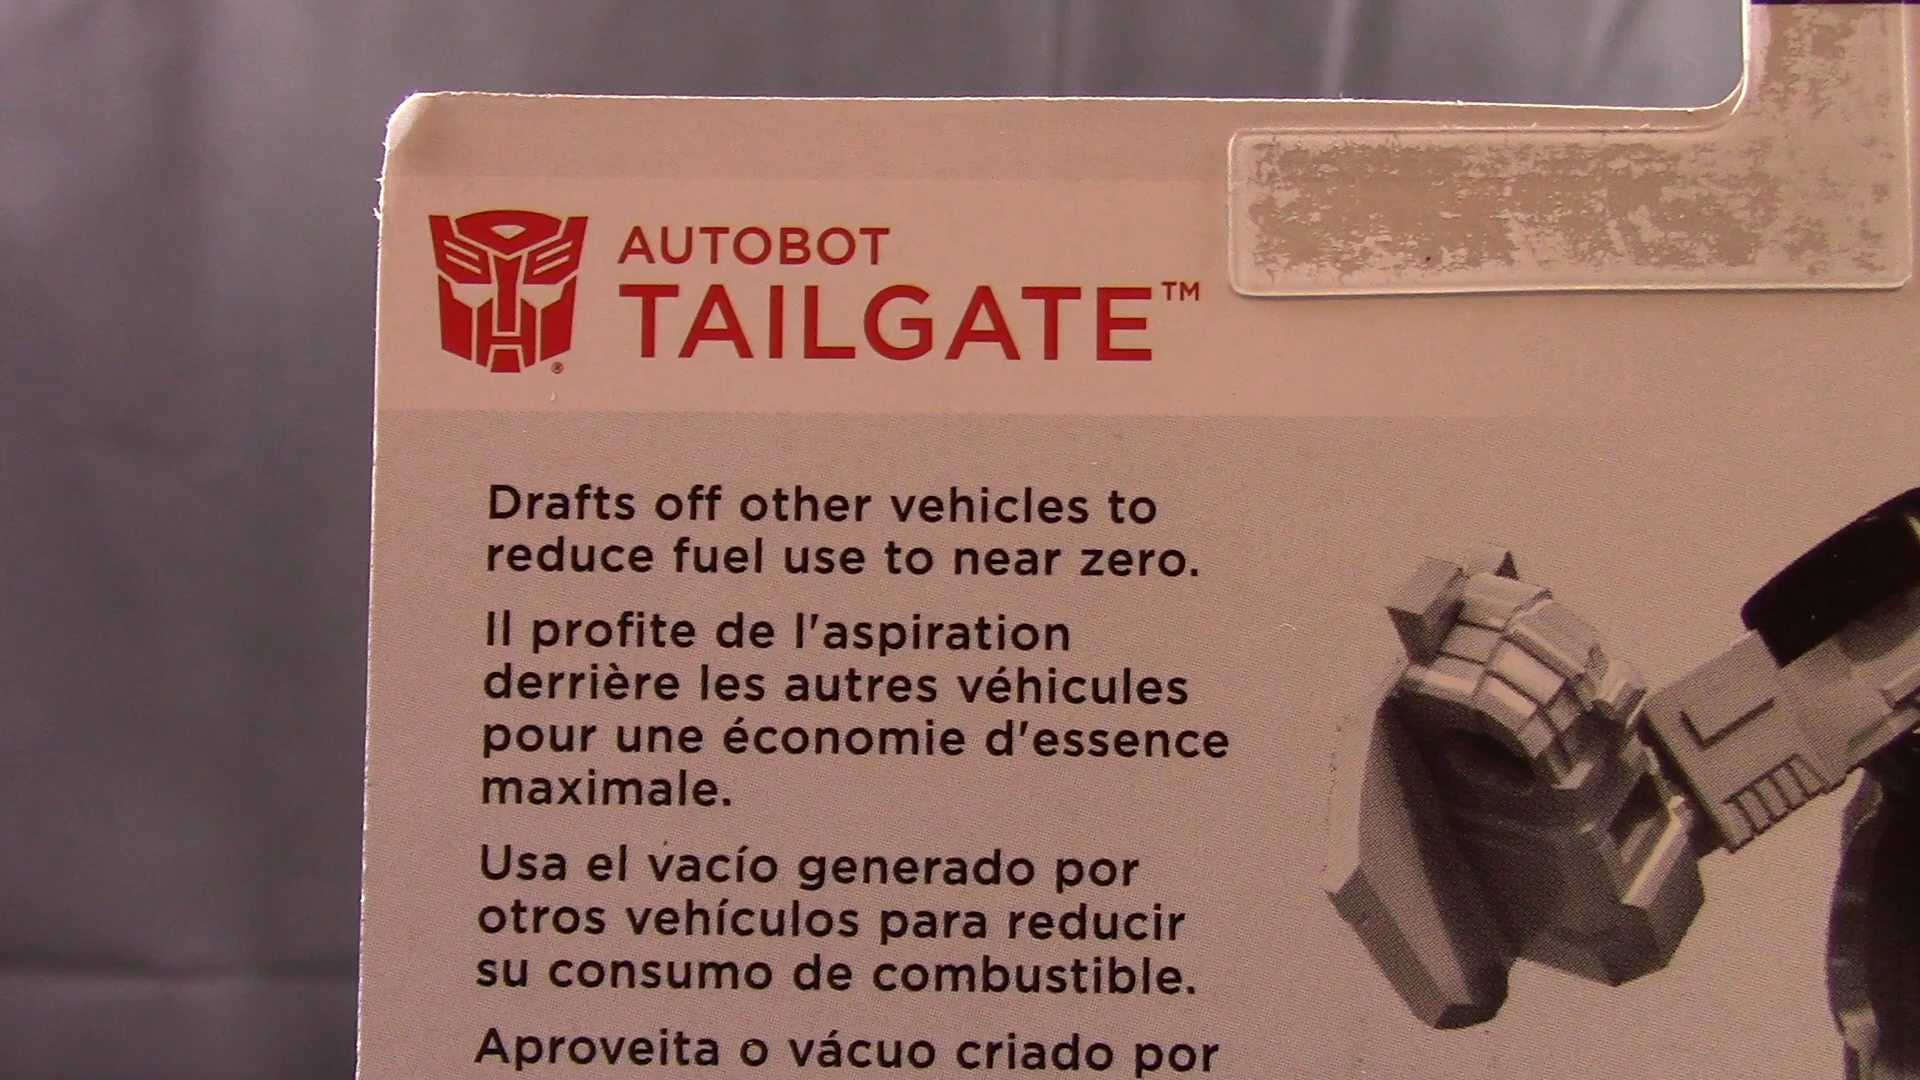 AUTOBOT
TAILGATE™
®
Drafts off other vehicles to
reduce fuel use to near zero.
Il profite de l'aspiration
derrière les autres véhicules
pour une économie d'essence
maximale.
Usa el vacío generado por
otros vehículos para reducir
su consumo de combustible.
Aproveita o vácuo criado por